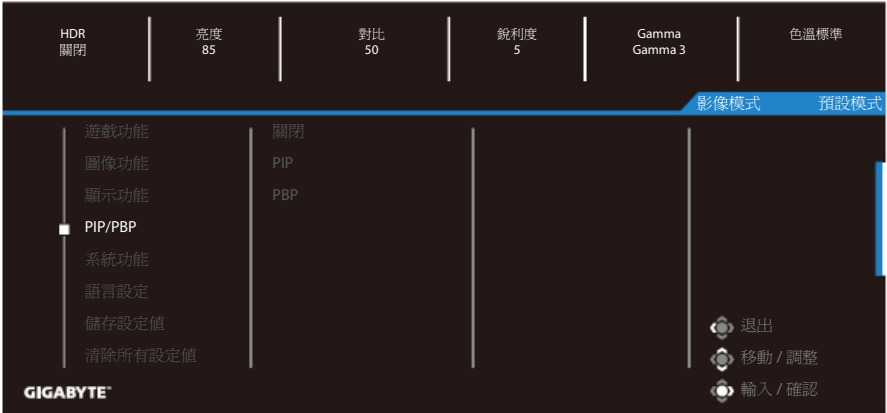 HDR
關閉
亮度
85
對比
50
銳利度
5
Gamma
Gamma 3
色溫標準
影像模式 預設模式
遊戲功能
圖像功能
顯示功能
PIP/PBP
系統功能
語言設定
儲存設定值
清除所有設定值
關閉
PIP
PBP
退出
移動 / 調整
輸入 / 確認
GIGABYTE™